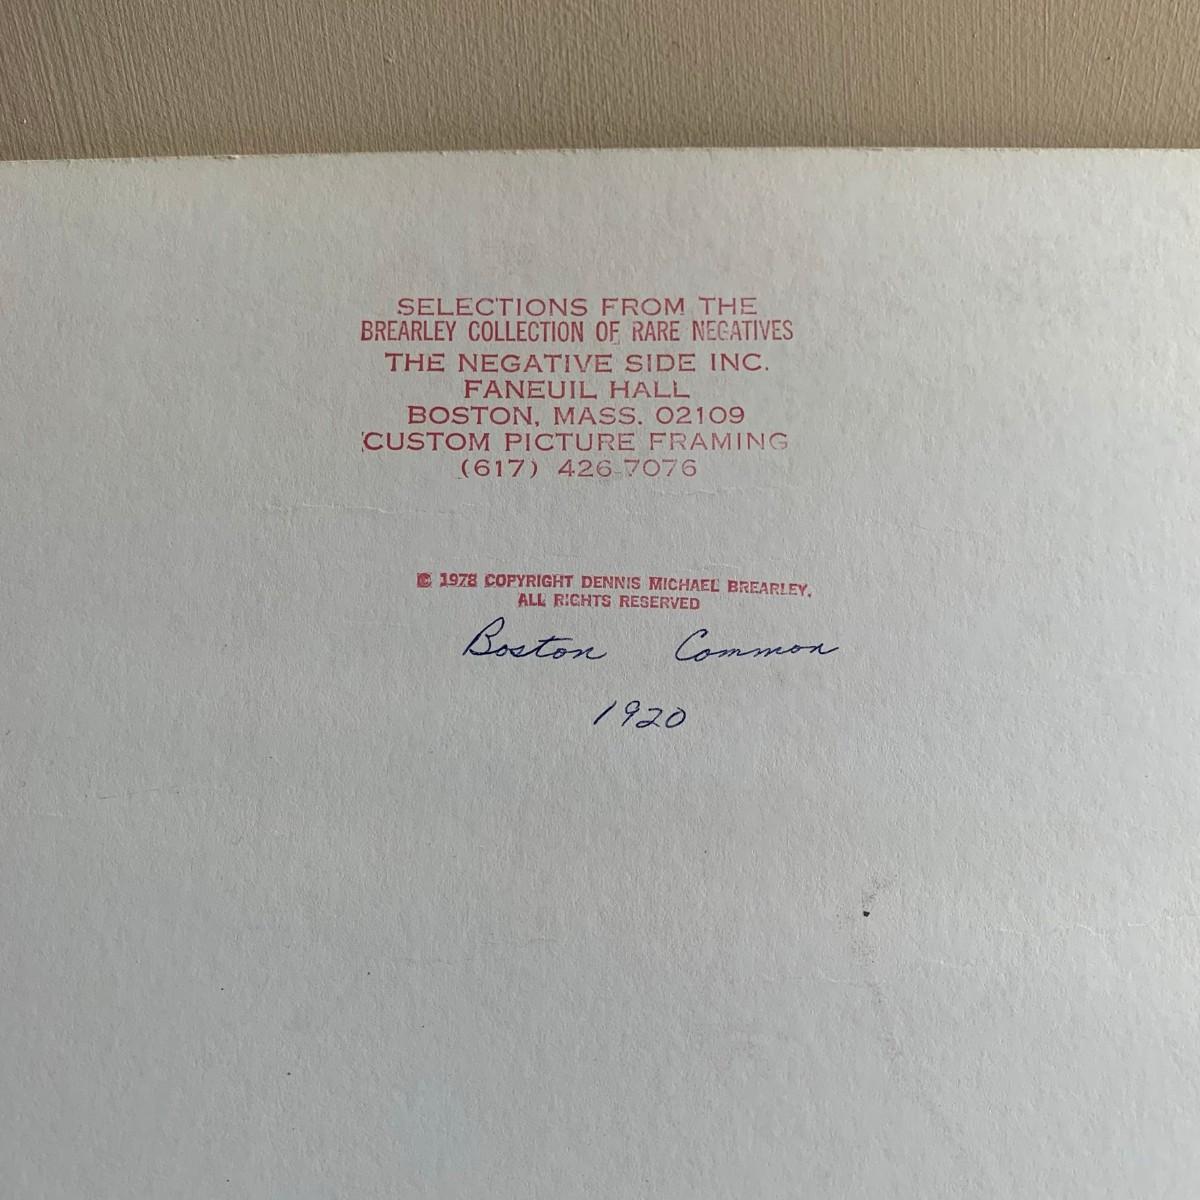 SELECTIONS FROM THE
BREARLEY COLLECTION OF RARE NEGATIVES
THE NEGATIVE SIDE INC.
FANEUIL HALL
BOSTON, MASS. 02109
CUSTOM PICTURE FRAMING
(617) 426-7076
© 1978 COPYRIGHT DENNIS MICHAEL BREARLEY.
ALL RIGHTS RESERVED
Boston Common
1920